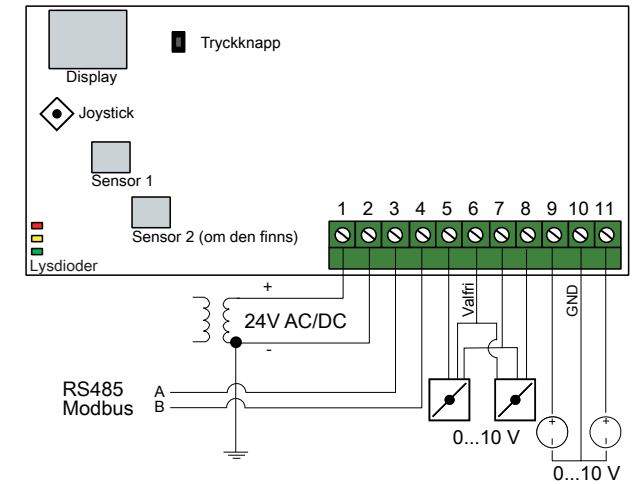 Tryckknapp
Display
Joystick
Sensor 1
Sensor 2 (om den finns)
Lysdioder
1 2 3 4 5 6 7 8 9 10 11
+
24V AC/DC
-
Valfri
GND
RS485 A
Modbus B
0...10 V
+ +
0...10 V